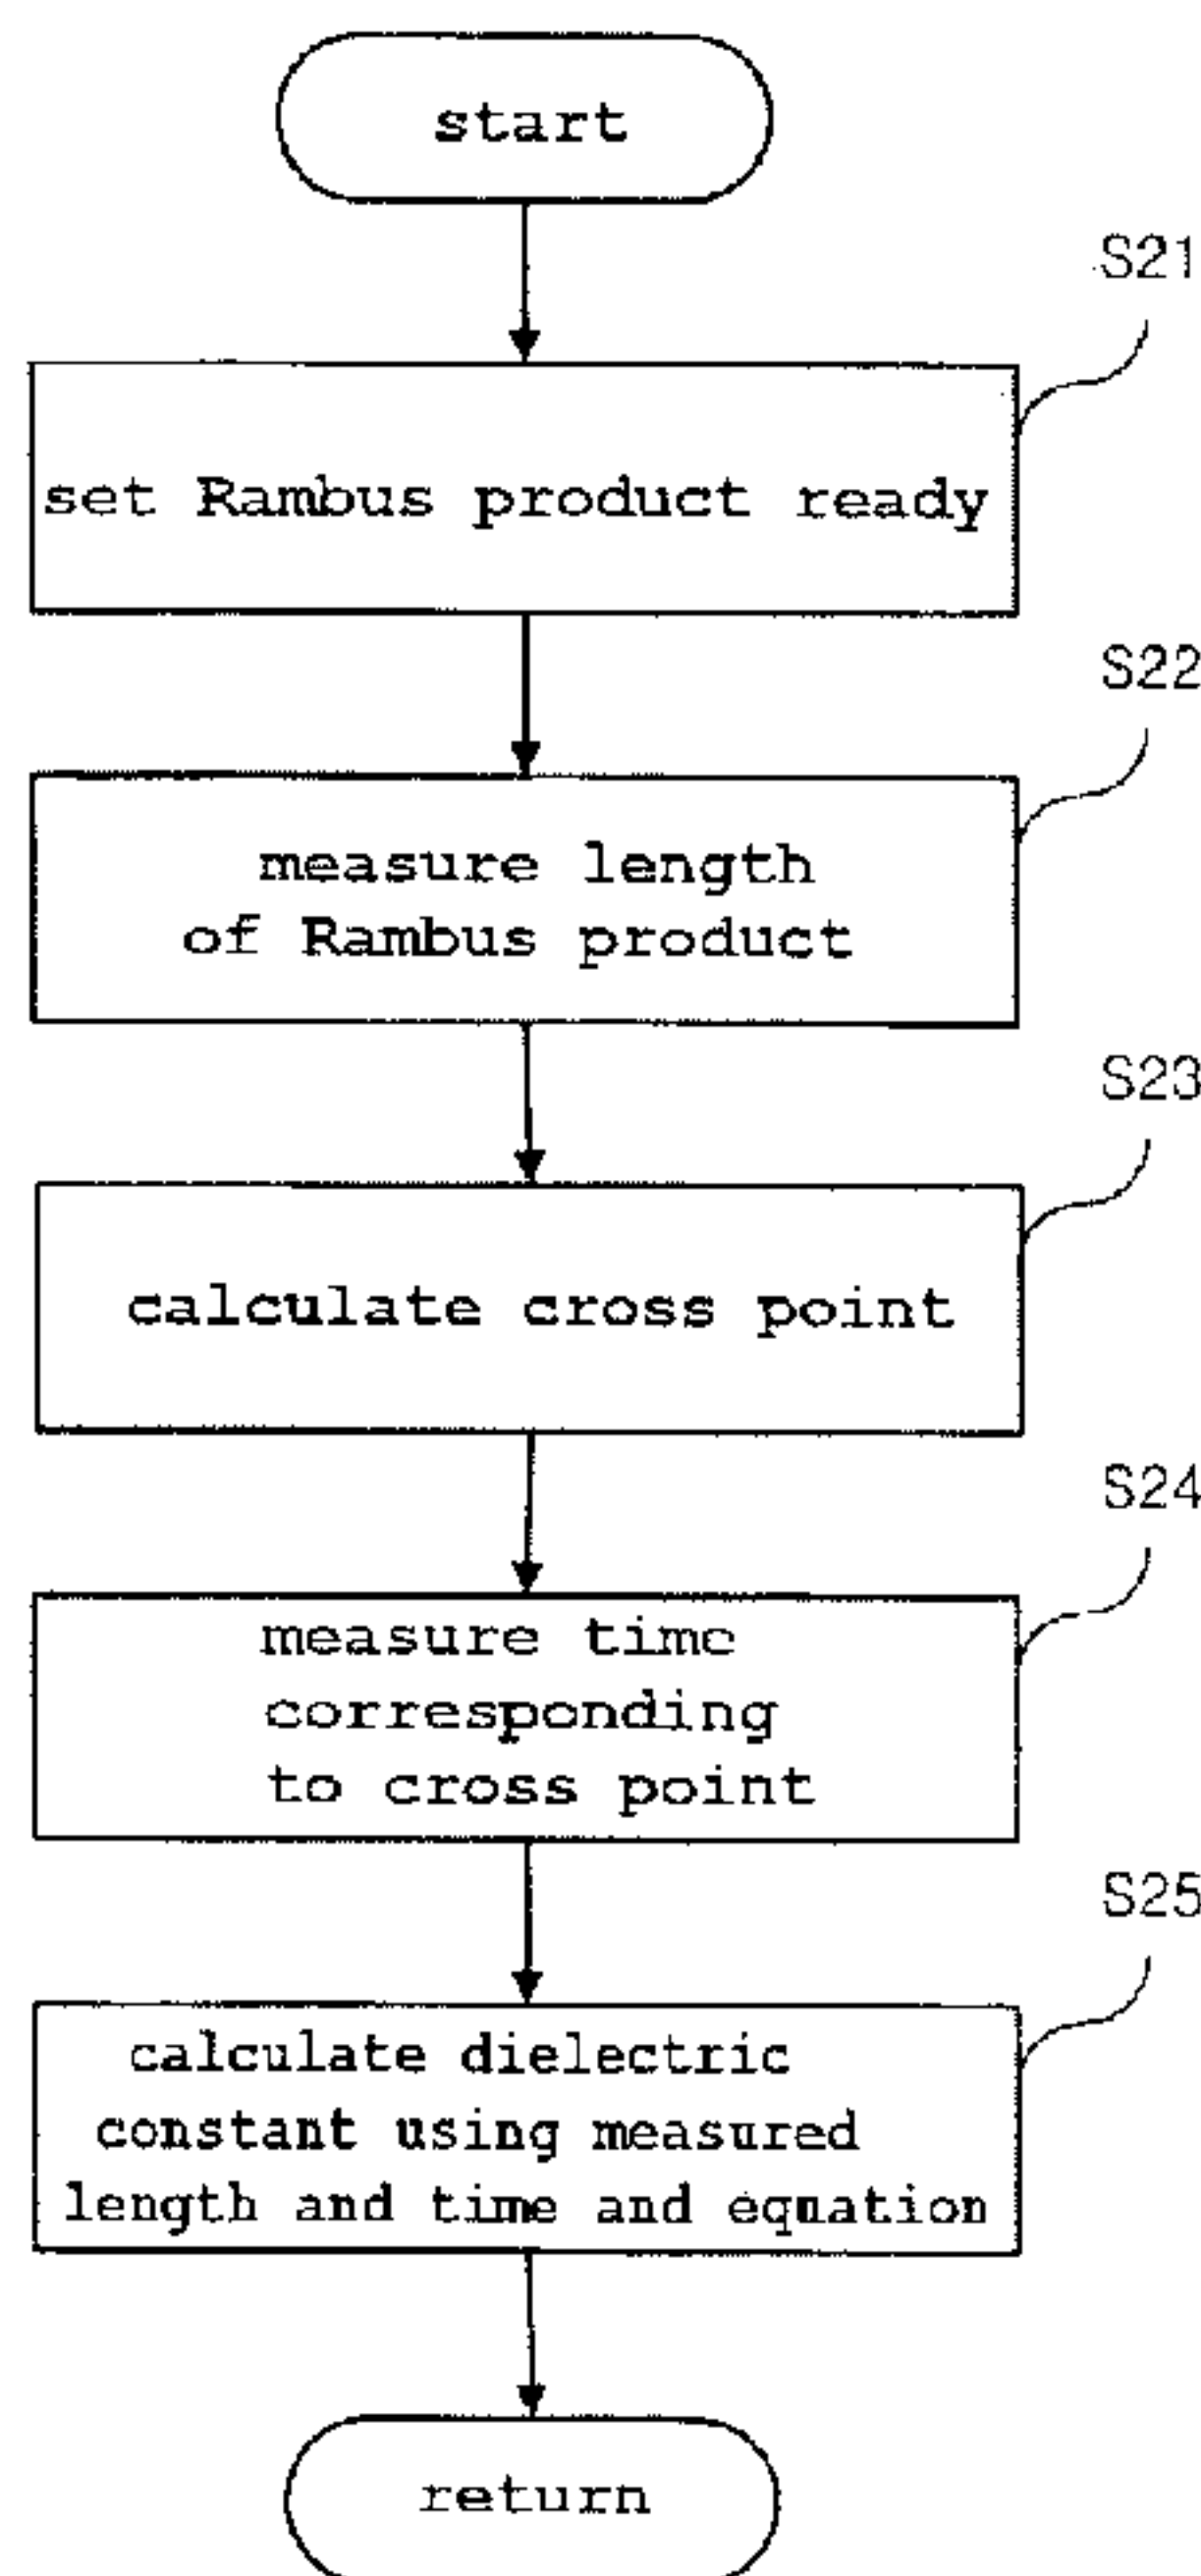 start
S21
set Rambus product ready
S22
measure length
of Rambus product
S23
calculate cross point
S24
measure time
corresponding
to cross point
S25
calculate dielectric
constant using measured
length and time and equation
return